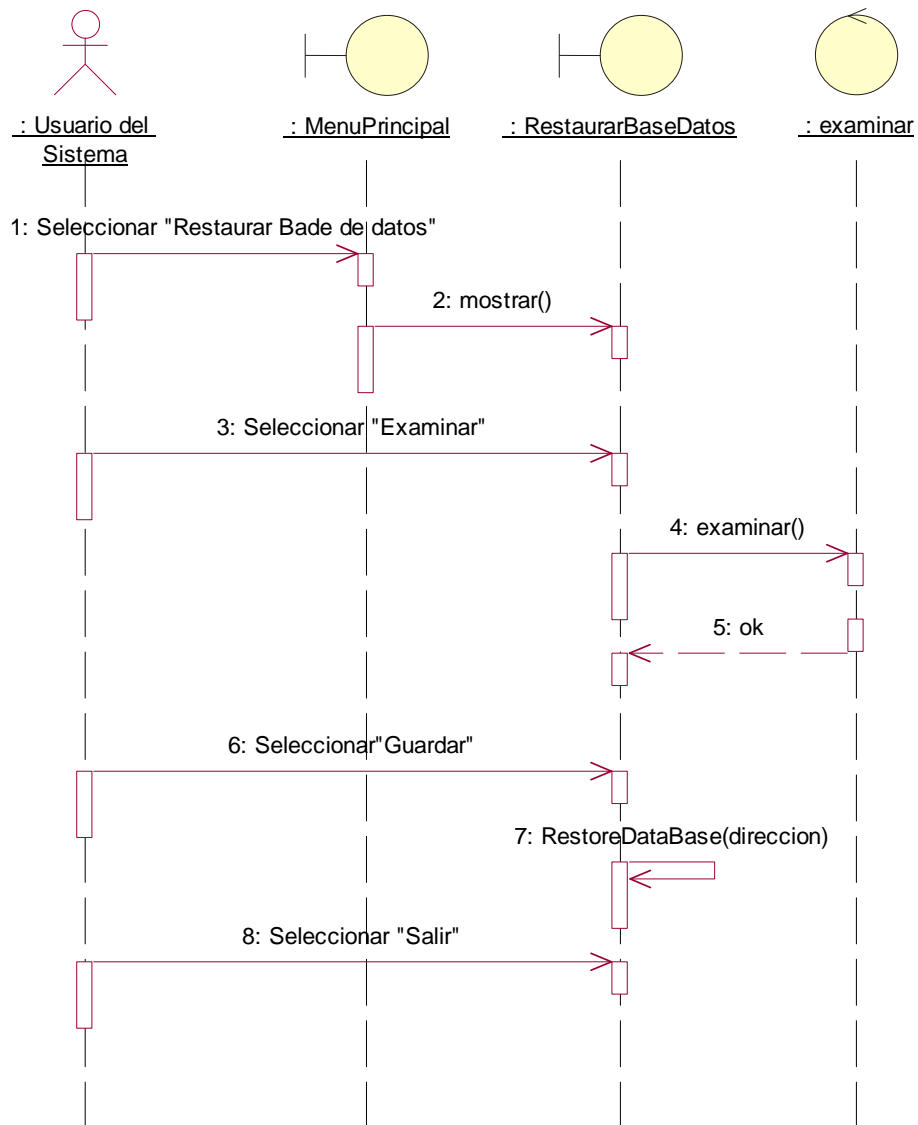 : Usuario del
Sistema
: MenuPrincipal
: RestaurarBaseDatos
: examinar
1: Seleccionar "Restaurar Bade de datos"
2: mostrar()
3: Seleccionar "Examinar"
4: examinar()
5: ok
6: Seleccionar"Guardar"
7: RestoreDataBase(direccion)
8: Seleccionar "Salir"